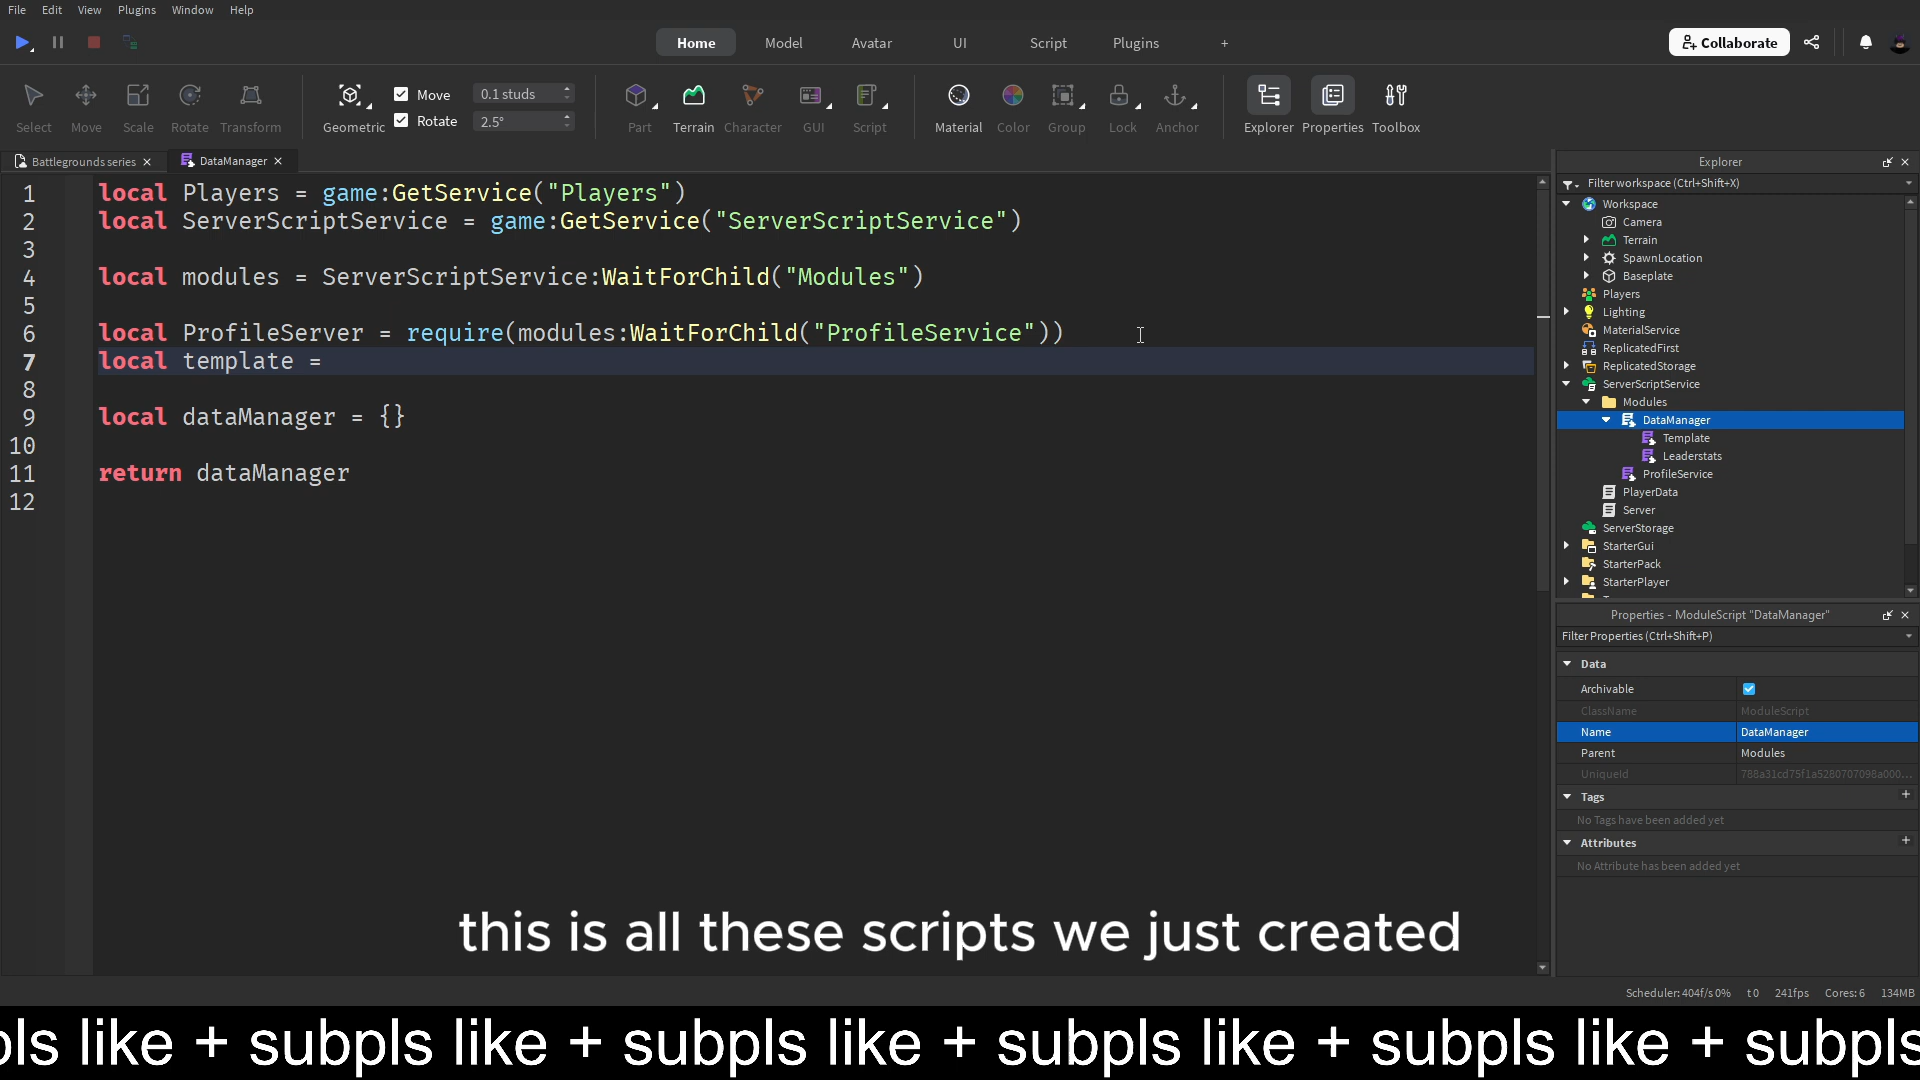 File Edit View Plugins Window Help
Home Model Avatar UI Script Plugins +
Collaborate
Move 0.1 studs
Rotate 2.5°
Select Move Scale Rotate Transform Geometric Part Terrain Character GUI Script Material Color Group Lock Anchor Explorer Properties Toolbox
Battlegrounds series × DataManager ×
1 local Players = game:GetService("Players")
2 local ServerScriptService = game:GetService("ServerScriptService")
3
4 local modules = ServerScriptService:WaitForChild("Modules")
5
6 local ProfileServer = require(modules:WaitForChild("ProfileService"))
7 local template =
8
9 local dataManager = {}
10
11 return dataManager
12
Explorer
Filter workspace (Ctrl+Shift+X)
Workspace
Camera
Terrain
SpawnLocation
Baseplate
Players
Lighting
MaterialService
ReplicatedFirst
ReplicatedStorage
ServerScriptService
Modules
DataManager
Template
Leaderstats
ProfileService
PlayerData
Server
ServerStorage
StarterGui
StarterPack
StarterPlayer
Properties - ModuleScript "DataManager"
Filter Properties (Ctrl+Shift+P)
Data
Archivable
ClassName ModuleScript
Name DataManager
Parent Modules
UniqueId 788a31cd75f1a5280707098a000...
Tags +
No Tags have been added yet
Attributes +
No Attribute has been added yet
this is all these scripts we just created
Scheduler: 404f/s 0% t0 241fps Cores: 6 134MB
pls like + subpls like + subpls like + subpls like + subpls like + subpls